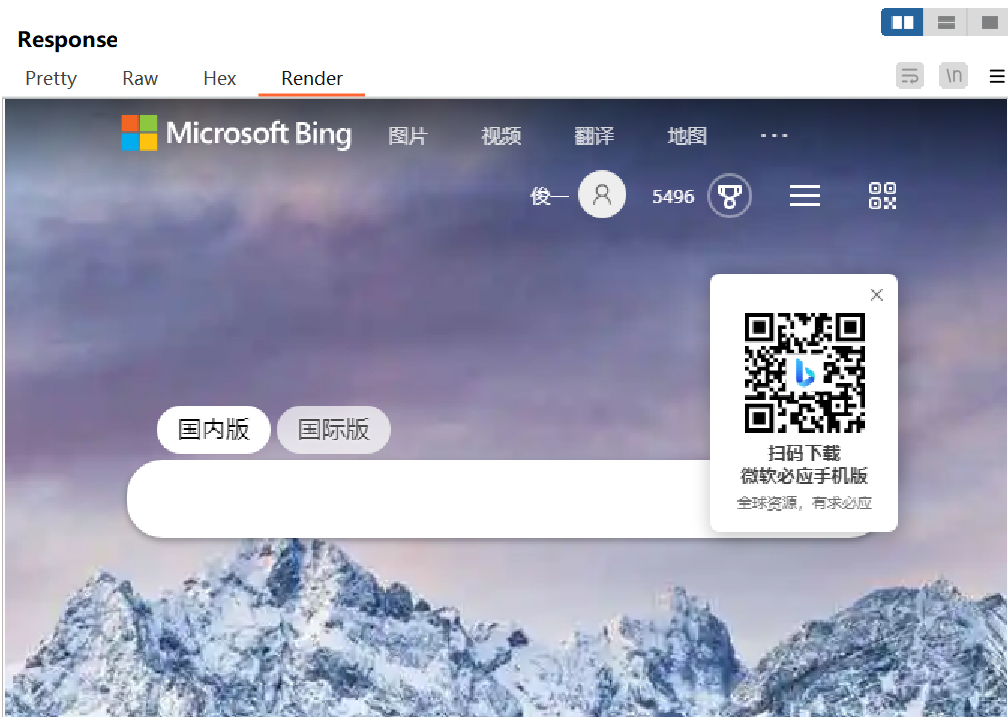 Response
Pretty Raw Hex Render
\n
Microsoft Bing 图片 视频 翻译 地图 ...
俊一 5496
国内版 国际版
扫码下载
微软必应手机版
全球资源，有求必应